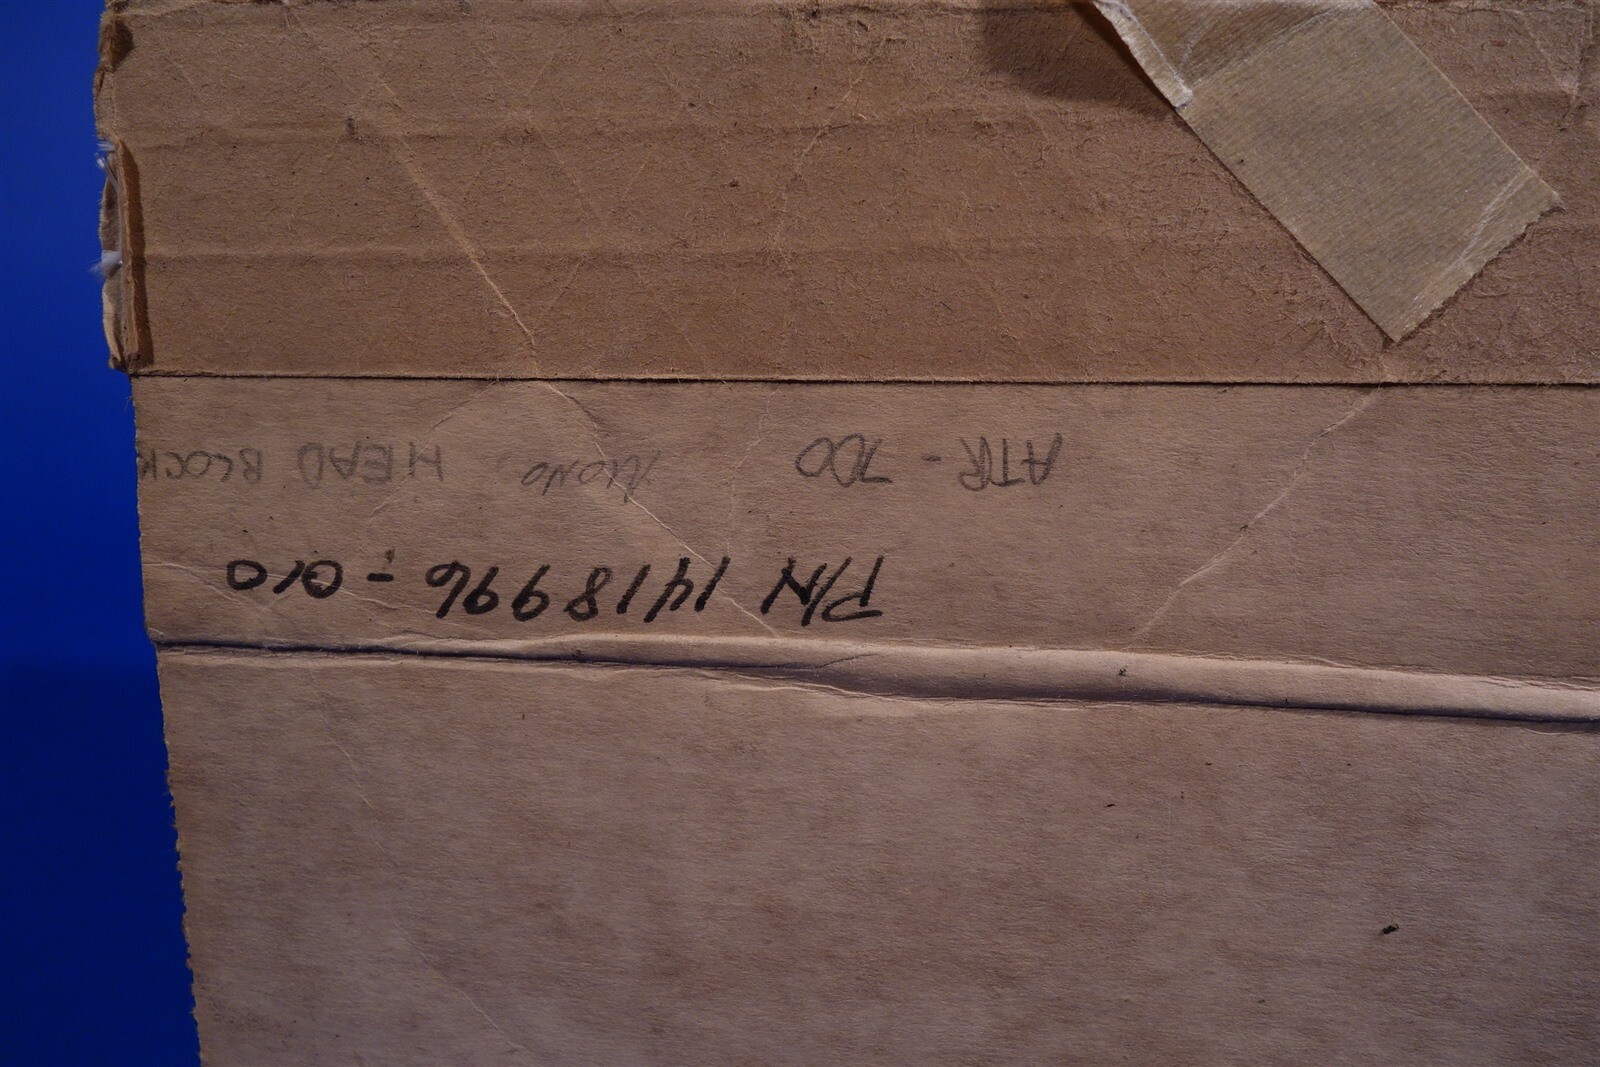 P/N 1418996 - 010
ATR - 700 MONO HEAD BLOCK